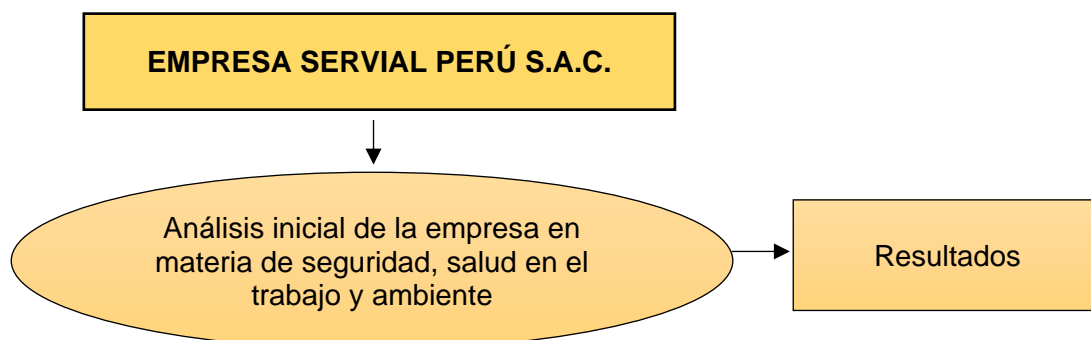 EMPRESA SERVIAL PERÚ S.A.C.
Análisis inicial de la empresa en
materia de seguridad, salud en el
trabajo y ambiente
Resultados